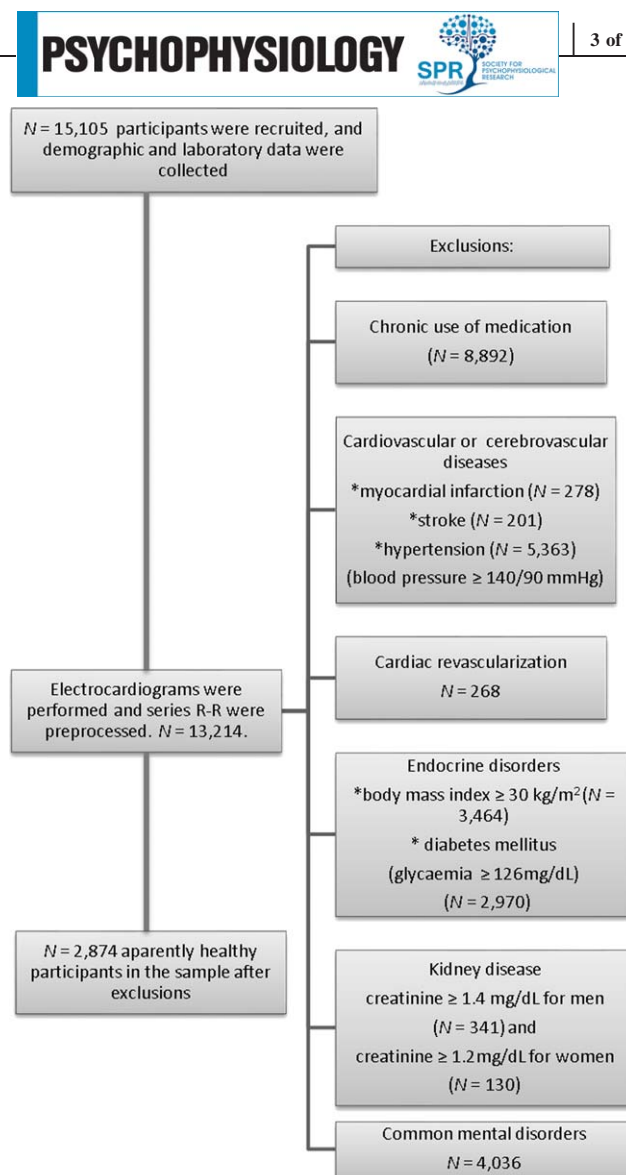 PSYCHOPHYSIOLOGY
SPR
SOCIETY FOR
PSYCHOPHYSIOLOGICAL
RESEARCH
3 of
N = 15,105 participants were recruited, and
demographic and laboratory data were
collected
Exclusions:
Chronic use of medication
(N = 8,892)
Cardiovascular or cerebrovascular
diseases
*myocardial infarction (N = 278)
*stroke (N = 201)
*hypertension (N = 5,363)
(blood pressure ≥ 140/90 mmHg)
Cardiac revascularization
N = 268
Electrocardiograms were
performed and series R-R were
preprocessed. N = 13,214.
Endocrine disorders
*body mass index ≥ 30 kg/m²(N =
3,464)
* diabetes mellitus
(glycaemia ≥ 126mg/dL)
(N = 2,970)
N = 2,874 aparently healthy
participants in the sample after
exclusions
Kidney disease
creatinine ≥ 1.4 mg/dL for men
(N = 341) and
creatinine ≥ 1.2mg/dL for women
(N = 130)
Common mental disorders
N = 4,036